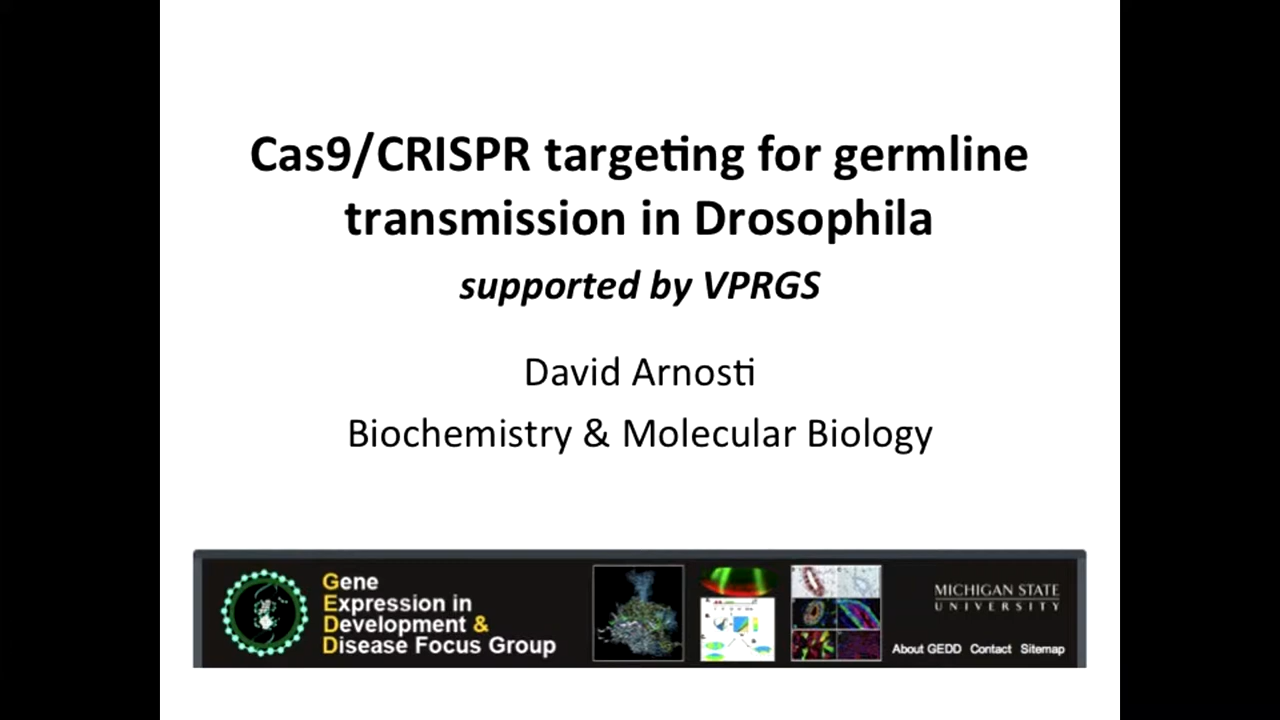 Cas9/CRISPR targeting for germline
transmission in Drosophila
supported by VPRGS
David Arnosti
Biochemistry & Molecular Biology
Gene
Expression in
Development &
Disease Focus Group
MICHIGAN STATE
UNIVERSITY
About GEDD Contact Sitemap